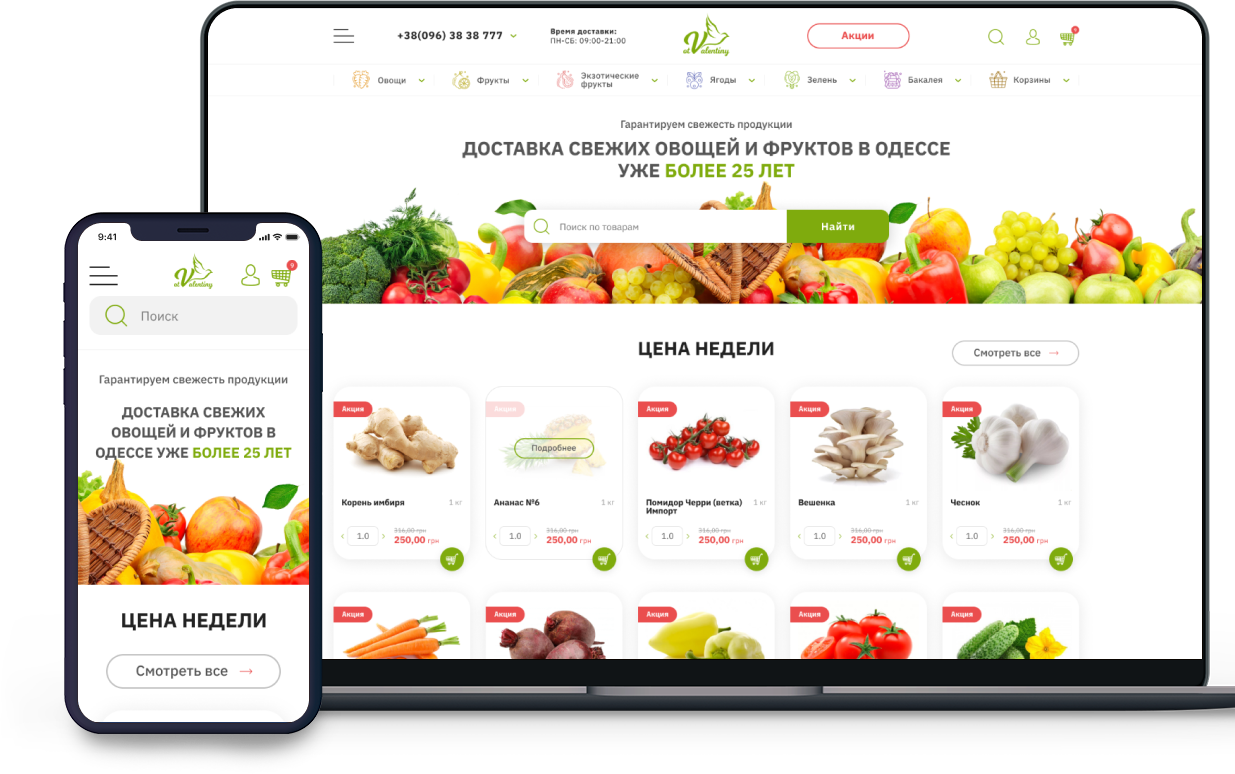 +38(096) 38 38 777
Время доставки:
ПН-СБ: 09:00-21:00
at Valentiny
Акции
9
Овощи
Фрукты
Экзотические
фрукты
Ягоды
Зелень
Бакалея
Корзины
Гарантируем свежесть продукции
ДОСТАВКА СВЕЖИХ ОВОЩЕЙ И ФРУКТОВ В ОДЕССЕ
УЖЕ БОЛЕЕ 25 ЛЕТ
Поиск по товарам
Найти
ЦЕНА НЕДЕЛИ
Смотреть все →
Акция
Корень имбиря
1 кг
1.0
316,00 грн
250,00 грн
Акция
Подробнее
Ананас №6
1 кг
1.0
316,00 грн
250,00 грн
Акция
Помидор Черри (ветка)
Импорт
1 кг
1.0
316,00 грн
250,00 грн
Акция
Вешенка
1 кг
1.0
316,00 грн
250,00 грн
Акция
Чеснок
1 кг
1.0
316,00 грн
250,00 грн
Акция
Акция
Акция
Акция
Акция
9:41
at Valentiny
9
Поиск
Гарантируем свежесть продукции
ДОСТАВКА СВЕЖИХ
ОВОЩЕЙ И ФРУКТОВ В
ОДЕССЕ УЖЕ БОЛЕЕ 25 ЛЕТ
ЦЕНА НЕДЕЛИ
Смотреть все →